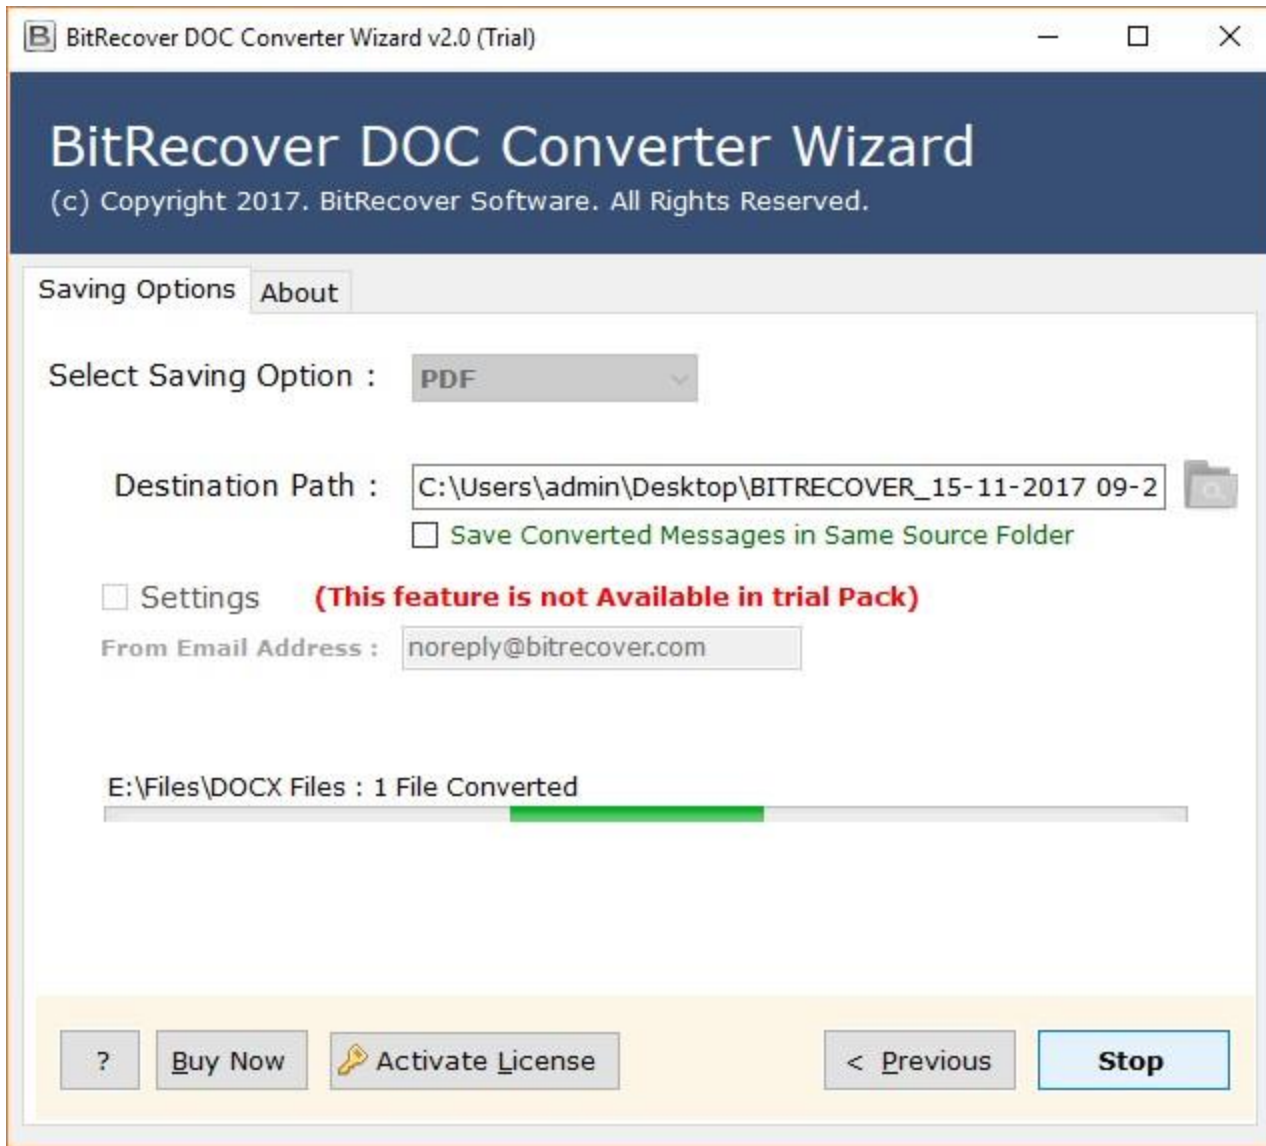 BitRecover DOC Converter Wizard v2.0 (Trial)
BitRecover DOC Converter Wizard
(c) Copyright 2017. BitRecover Software. All Rights Reserved.
Saving Options About
Select Saving Option : PDF
Destination Path : C:\Users\admin\Desktop\BITRECOVER_15-11-2017 09-2
Save Converted Messages in Same Source Folder
Settings (This feature is not Available in trial Pack)
From Email Address : noreply@bitrecover.com
E:\Files\DOCX Files : 1 File Converted
? Buy Now Activate License < Previous Stop